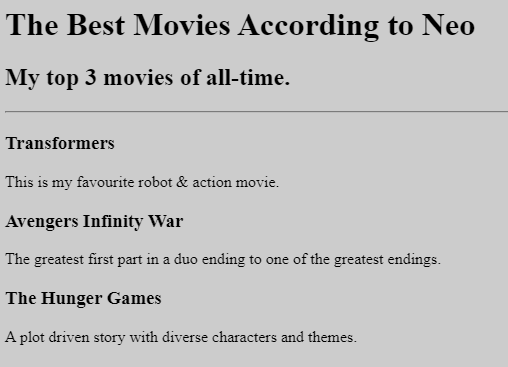 The Best Movies According to Neo
My top 3 movies of all-time.
Transformers
This is my favourite robot & action movie.
Avengers Infinity War
The greatest first part in a duo ending to one of the greatest endings.
The Hunger Games
A plot driven story with diverse characters and themes.